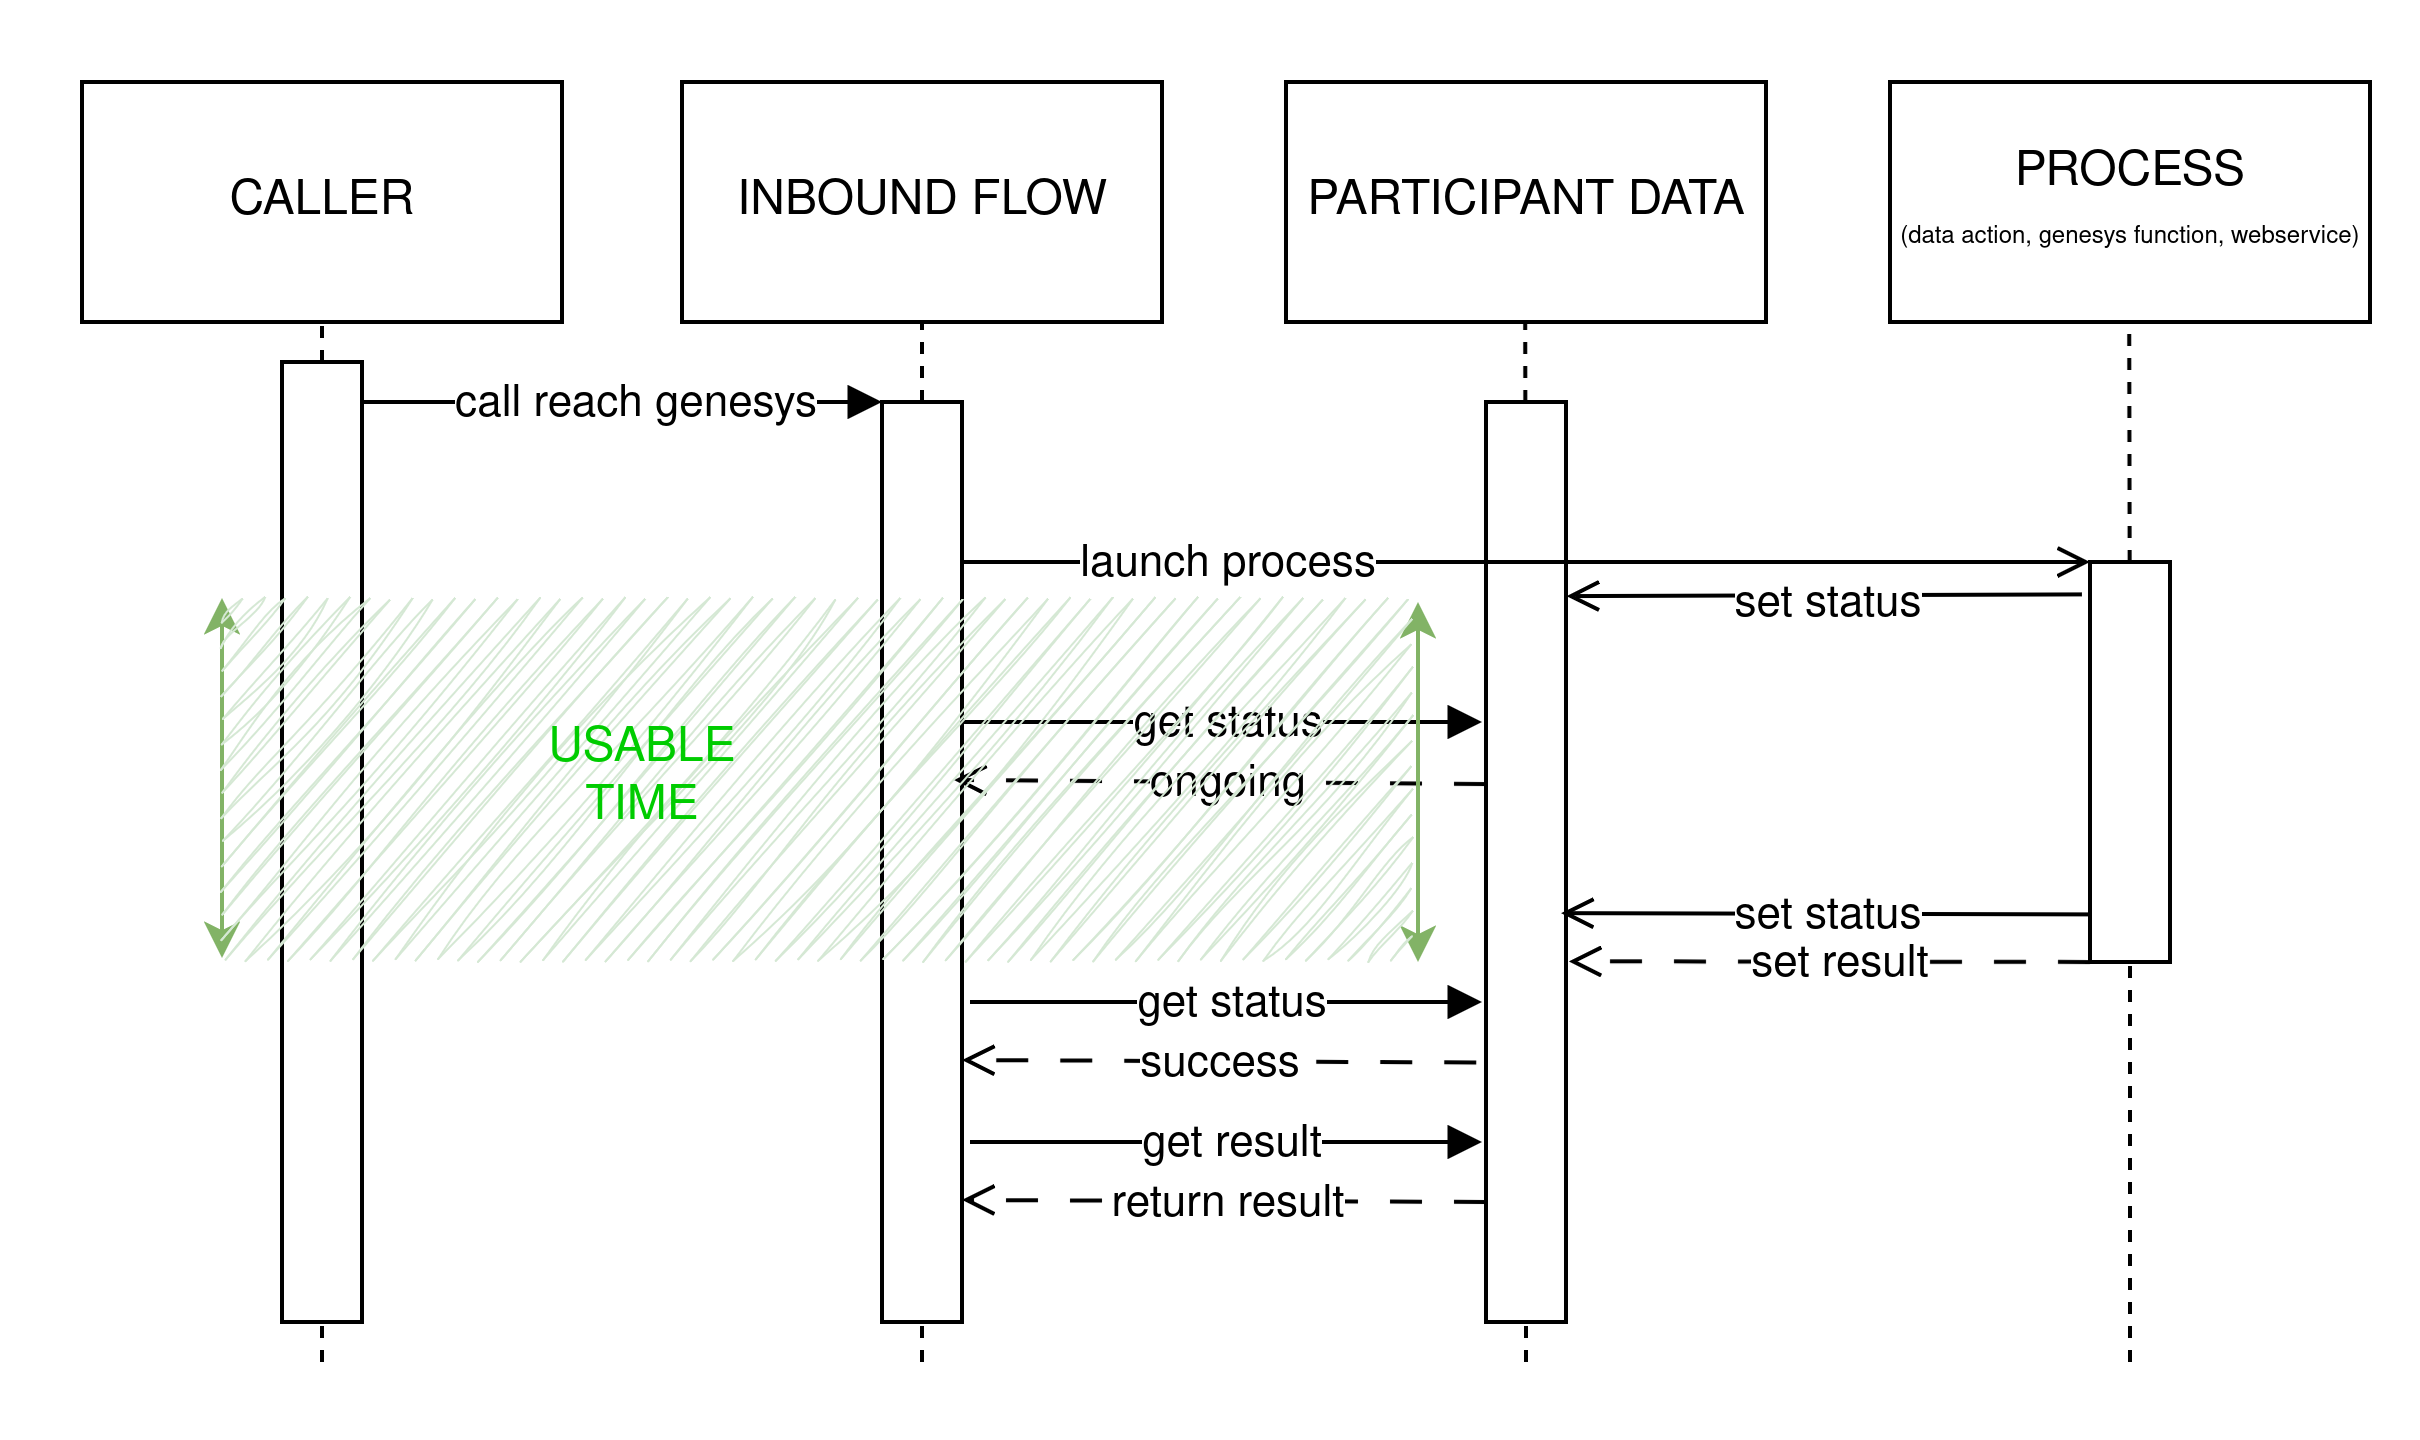 CALLER
INBOUND FLOW
PARTICIPANT DATA
PROCESS
(data action, genesys function, webservice)
call reach genesys
launch process
set status
get status
USABLE
TIME
ongoing
set status
set result
get status
success
get result
return result